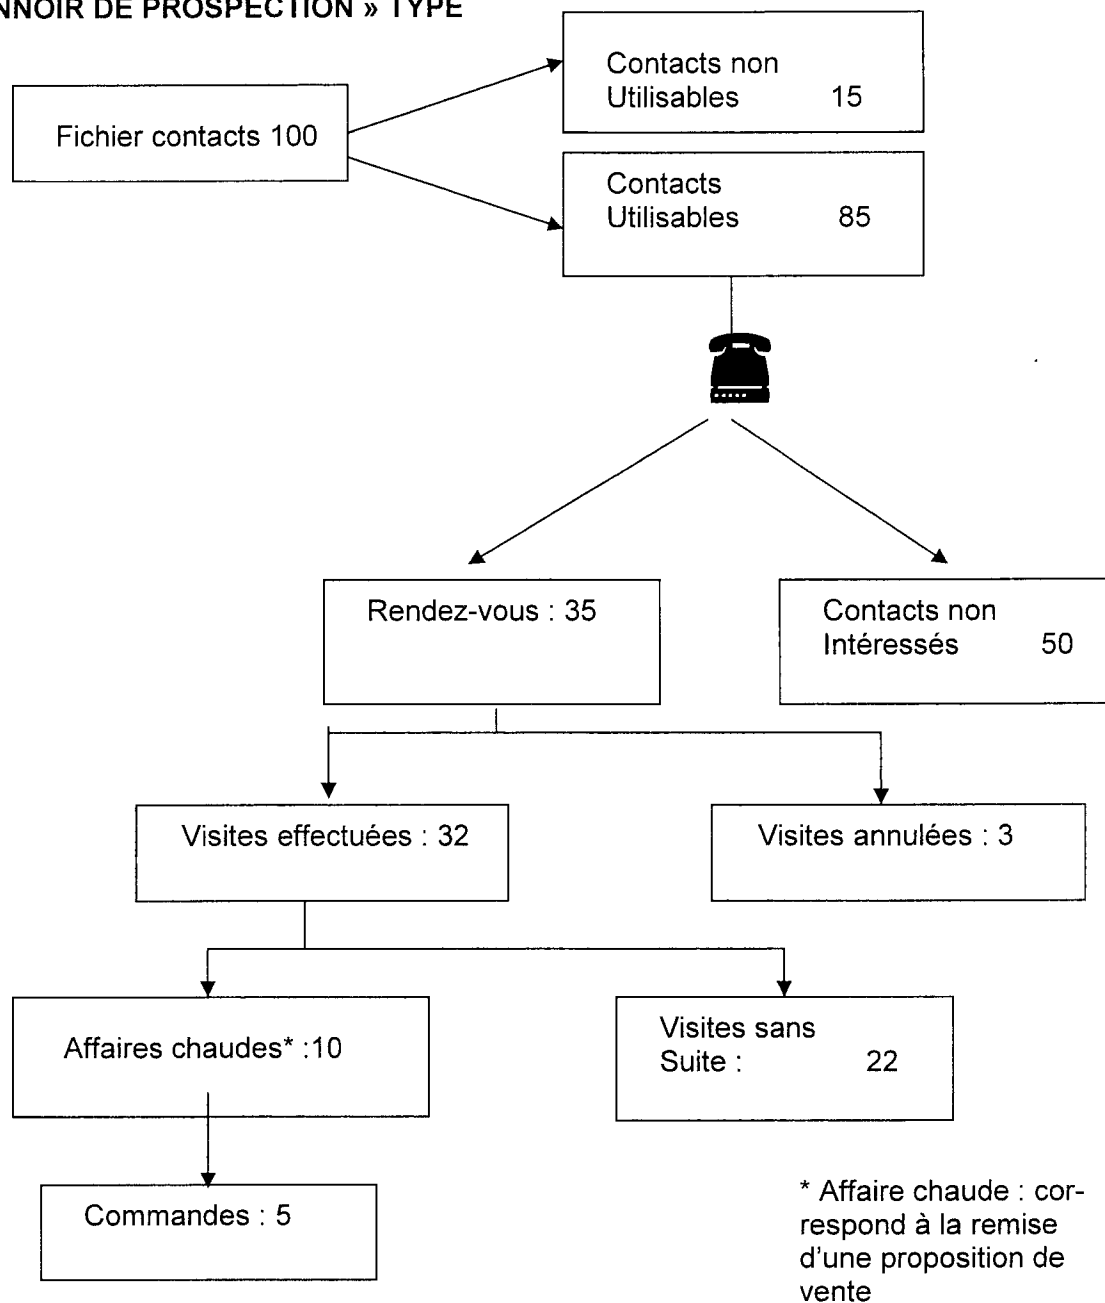 NNOIR DE PROSPECTION » TYPE
Contacts non
Utilisables 15
Fichier contacts 100
Contacts
Utilisables 85
Rendez-vous : 35
Contacts non
Intéressés 50
Visites effectuées : 32
Visites annulées : 3
Affaires chaudes* :10
Visites sans
Suite : 22
Commandes : 5
* Affaire chaude : cor-
respond à la remise
d'une proposition de
vente